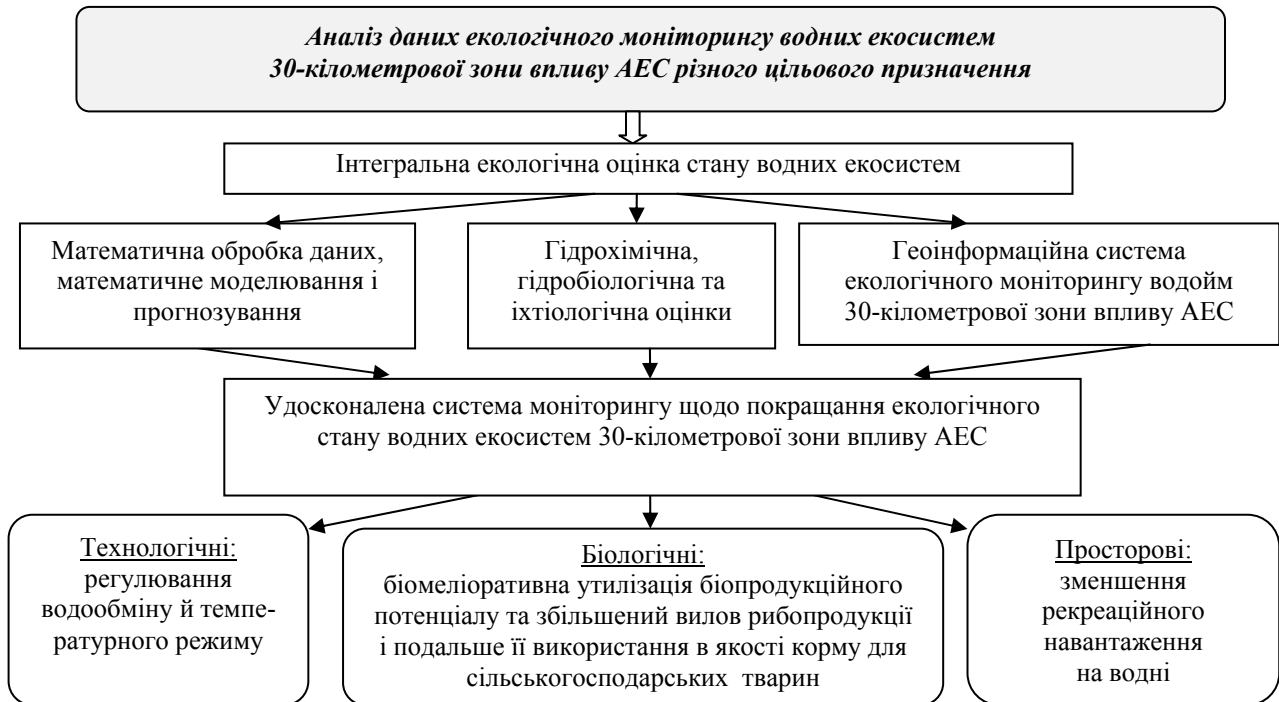 Аналіз даних екологічного моніторингу водних екосистем
30-кілометрової зони впливу АЕС різного цільового призначення
Інтегральна екологічна оцінка стану водних екосистем
Математична обробка даних,
математичне моделювання і
прогнозування
Гідрохімічна,
гідробіологічна та
іхтіологічна оцінки
Геоінформаційна система
екологічного моніторингу водойм
30-кілометрової зони впливу АЕС
Удосконалена система моніторингу щодо покращання екологічного
стану водних екосистем 30-кілометрової зони впливу АЕС
Технологічні:
регулювання
водообміну й темпе-
ратурного режиму
Біологічні:
біомеліоративна утилізація біопродукційного
потенціалу та збільшений вилов рибопродукції
і подальше її використання в якості корму для
сільськогосподарських тварин
Просторові:
зменшення
рекреаційного
навантаження
на водні